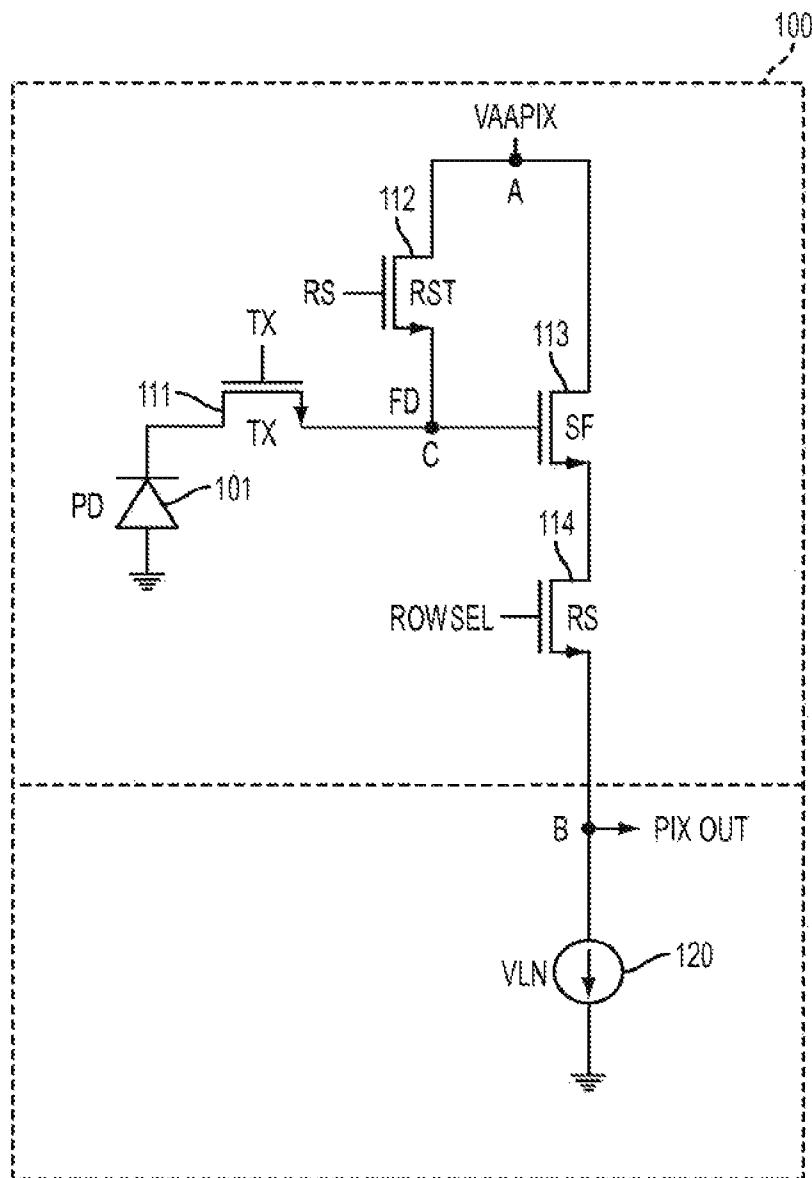 100
VAAPIX
A
112
RS
RST
113
TX
111
FD
SF
TX
C
PD
101
114
ROWSEL
RS
B
PIX OUT
VLN
120